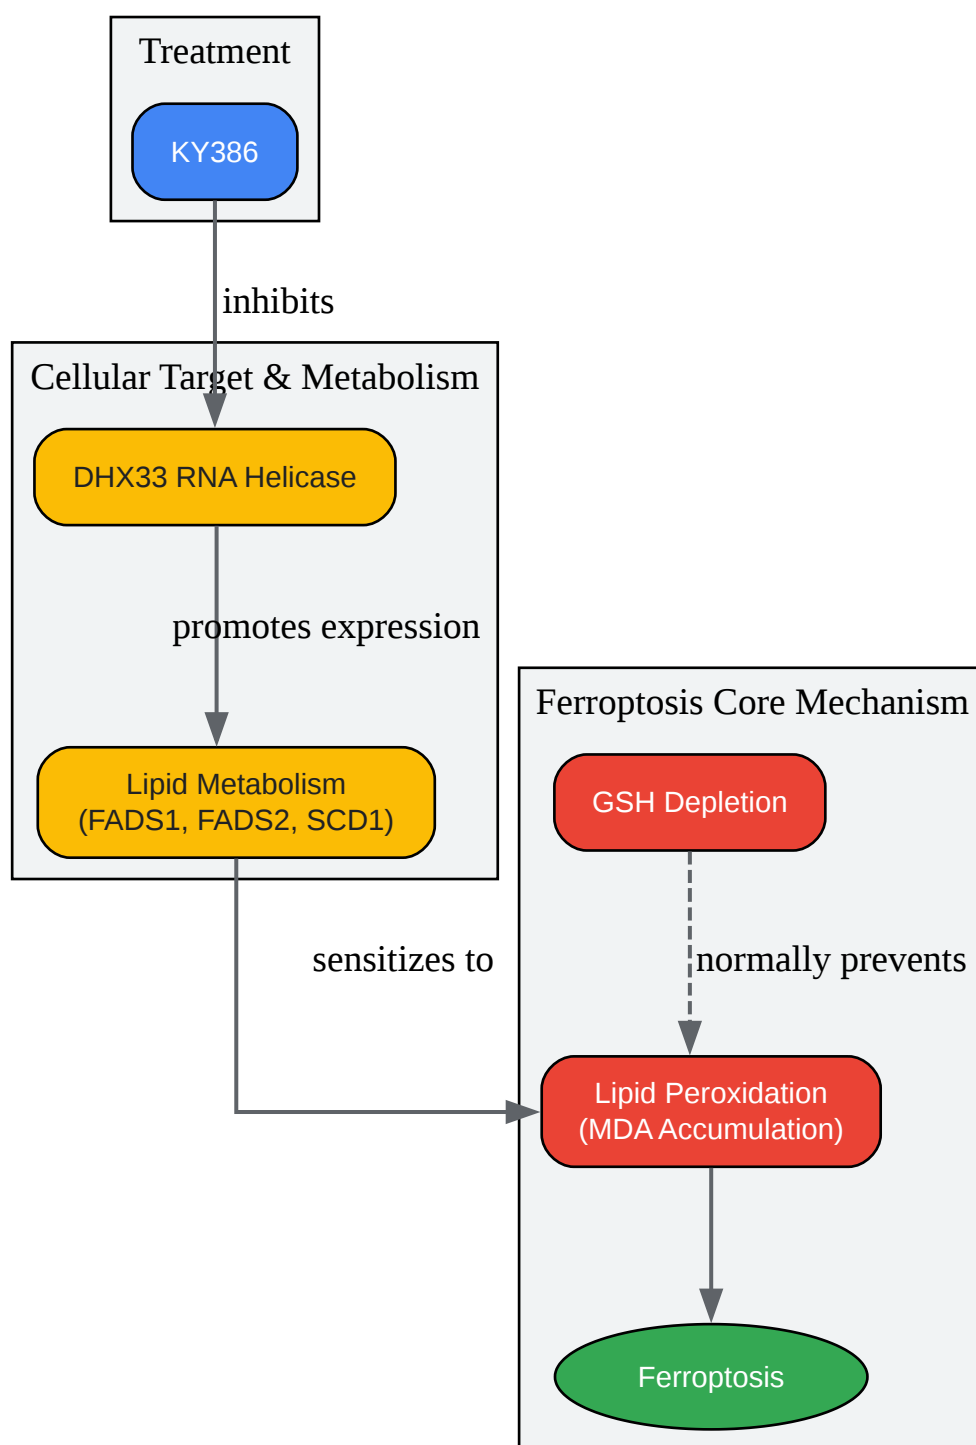 Treatment
KY386
inhibits
Cellular Target & Metabolism
DHX33 RNA Helicase
promotes expression
Lipid Metabolism
(FADS1, FADS2, SCD1)
sensitizes to
Ferroptosis Core Mechanism
GSH Depletion
normally prevents
Lipid Peroxidation
(MDA Accumulation)
Ferroptosis